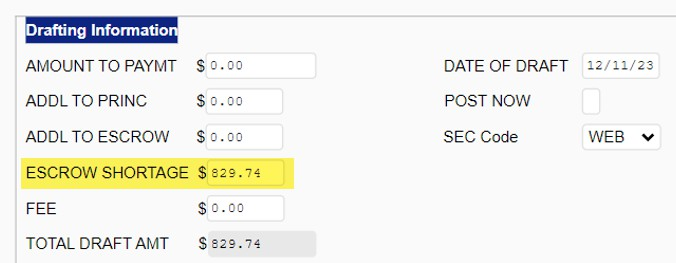 Drafting Information
AMOUNT TO PAYMT $ 0.00 DATE OF DRAFT 12/11/23
ADDL TO PRINC $ 0.00 POST NOW
ADDL TO ESCROW $ 0.00 SEC Code WEB
ESCROW SHORTAGE $ 829.74
FEE $ 0.00
TOTAL DRAFT AMT $ 829.74